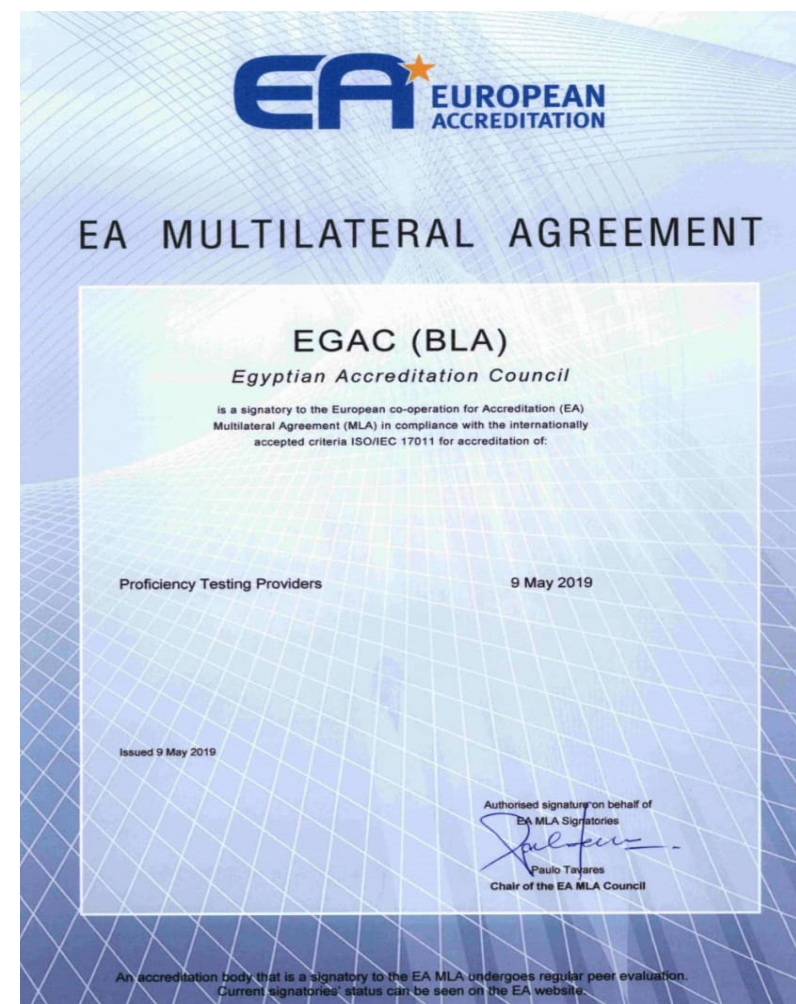 EA EUROPEAN
ACCREDITATION
EA MULTILATERAL AGREEMENT
EGAC (BLA)
Egyptian Accreditation Council
is a signatory to the European co-operation for Accreditation (EA)
Multilateral Agreement (MLA) in compliance with the internationally
accepted criteria ISO/IEC 17011 for accreditation of:
Proficiency Testing Providers 9 May 2019
Issued 9 May 2019
Authorised signature on behalf of
EA MLA Signatories
Paulo Tavares
Chair of the EA MLA Council
An accreditation body that is a signatory to the EA MLA undergoes regular peer evaluation.
Current signatories' status can be seen on the EA website.